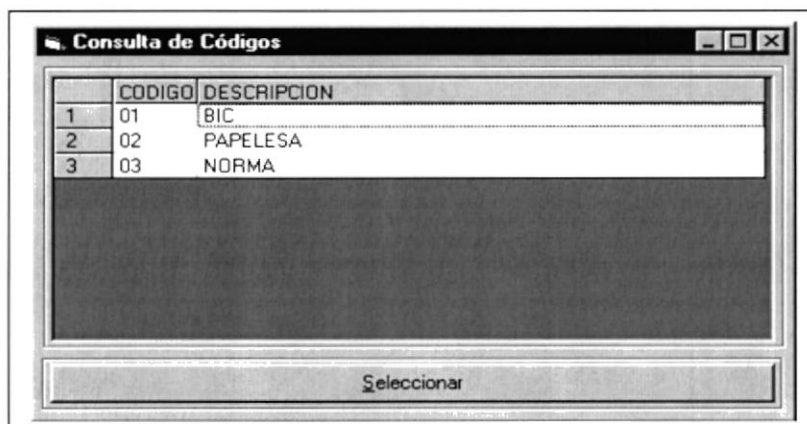 Consulta de Códigos
CODIGO DESCRIPCION
1 01 BIC
2 02 PAPELESA
3 03 NORMA
Seleccionar